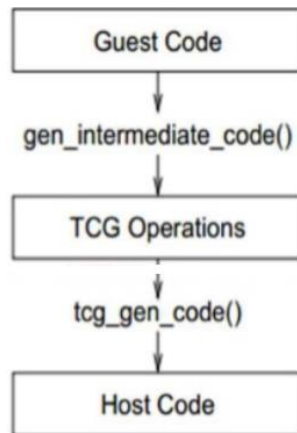 Guest Code
gen_intermediate_code()
TCG Operations
tcg_gen_code()
Host Code